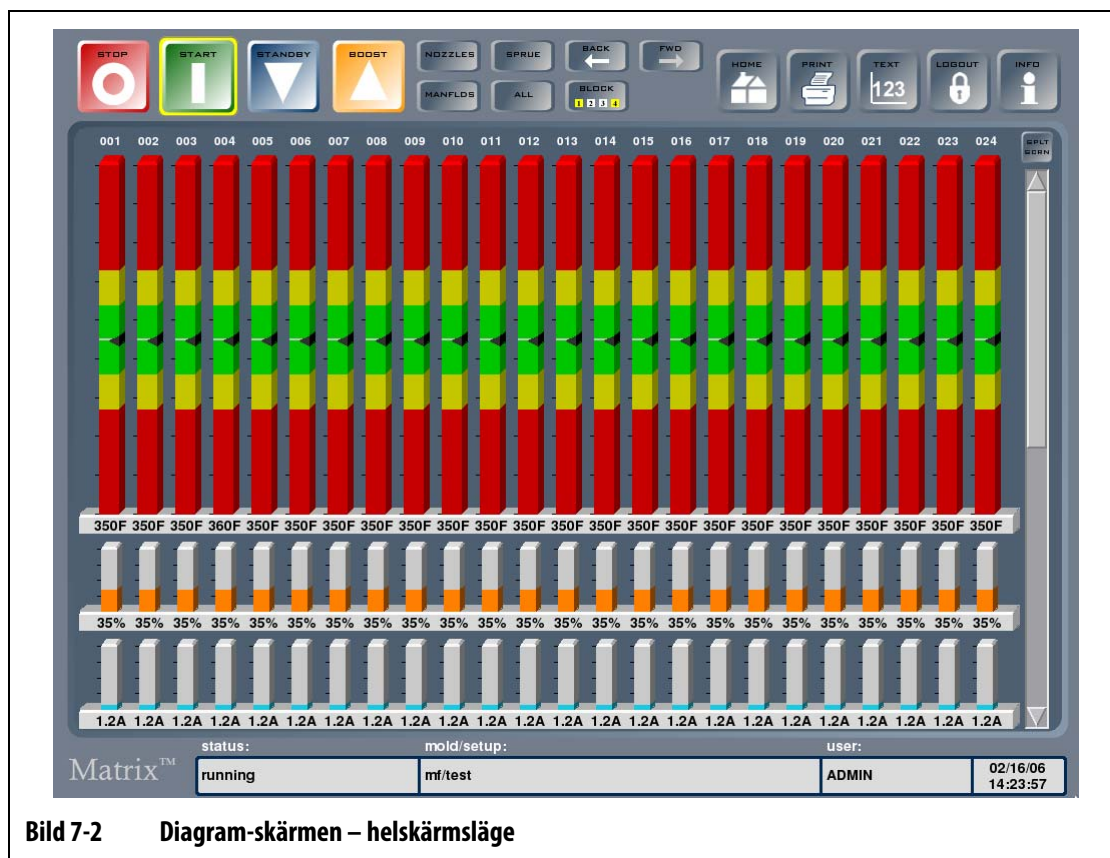 STOP START STANDBY BOOST NOZZLES SPRUE BACK FWD HOME PRINT TEXT LOGOUT INFO
MANFLDS ALL BLOCK 123
1 2 3 4
001 002 003 004 005 006 007 008 009 010 011 012 013 014 015 016 017 018 019 020 021 022 023 024 SPLT
SCRN
350F 350F 350F 360F 350F 350F 350F 350F 350F 350F 350F 350F 350F 350F 350F 350F 350F 350F 350F 350F 350F 350F 350F 350F
35% 35% 35% 35% 35% 35% 35% 35% 35% 35% 35% 35% 35% 35% 35% 35% 35% 35% 35% 35% 35% 35% 35% 35%
1.2A 1.2A 1.2A 1.2A 1.2A 1.2A 1.2A 1.2A 1.2A 1.2A 1.2A 1.2A 1.2A 1.2A 1.2A 1.2A 1.2A 1.2A 1.2A 1.2A 1.2A 1.2A 1.2A 1.2A
status: mold/setup: user:
Matrix™ running mf/test ADMIN 02/16/06
14:23:57
Bild 7-2 Diagram-skärmen – helskärmsläge